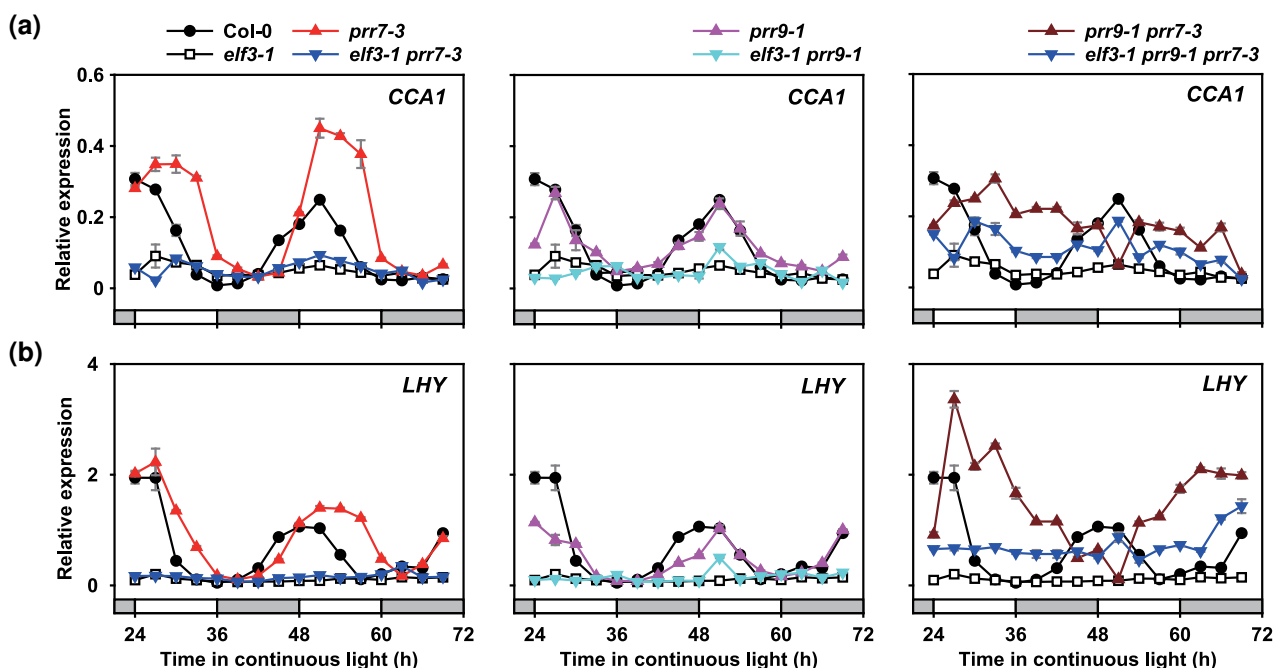 (a)
Col-0
prr7-3
elf3-1
elf3-1 prr7-3
prr9-1
elf3-1 prr9-1
prr9-1 prr7-3
elf3-1 prr9-1 prr7-3
Relative expression
0.6
0.4
0.2
0
CCA1
CCA1
CCA1
(b)
Relative expression
4
2
0
LHY
LHY
LHY
24 36 48 60 72
24 36 48 60 72
24 36 48 60 72
Time in continuous light (h)
Time in continuous light (h)
Time in continuous light (h)